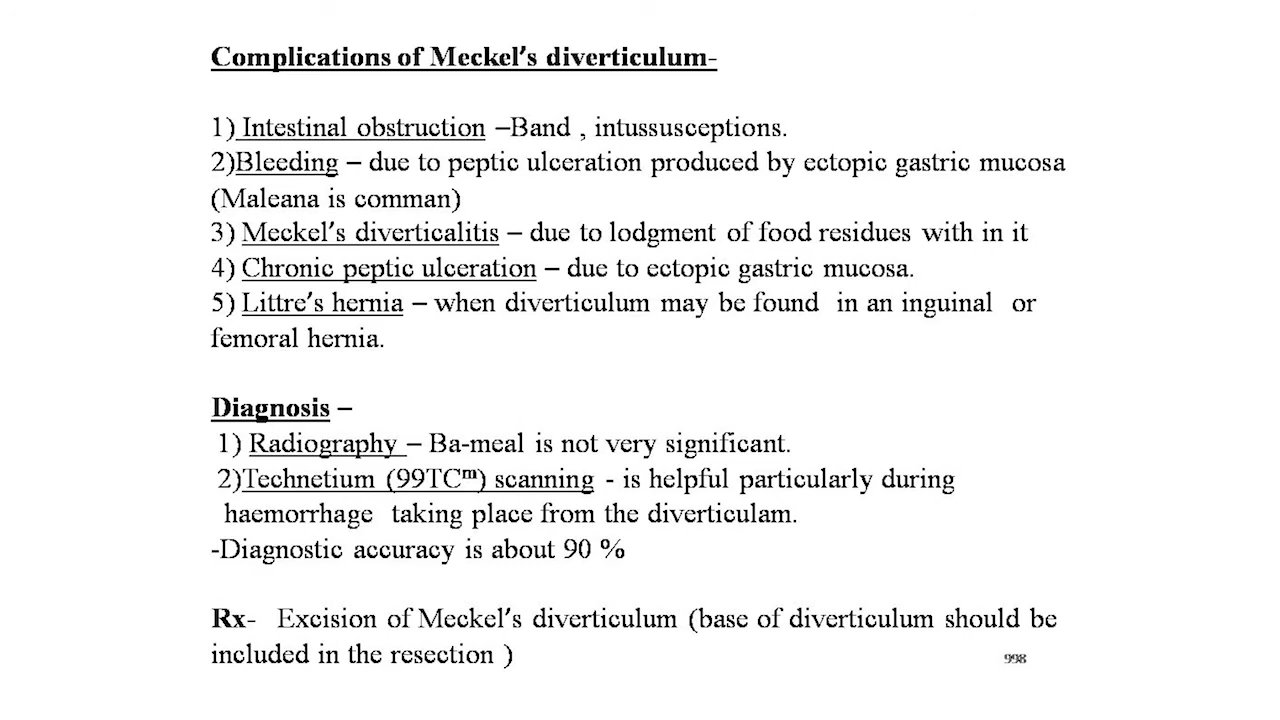 Complications of Meckel's diverticulum-
1) Intestinal obstruction –Band , intussusceptions.
2)Bleeding – due to peptic ulceration produced by ectopic gastric mucosa
(Maleana is comman)
3) Meckel's diverticalitis – due to lodgment of food residues with in it
4) Chronic peptic ulceration – due to ectopic gastric mucosa.
5) Littre's hernia – when diverticulum may be found in an inguinal or
femoral hernia.
Diagnosis –
1) Radiography – Ba-meal is not very significant.
2)Technetium (99TCᵐ) scanning - is helpful particularly during
haemorrhage taking place from the diverticulam.
-Diagnostic accuracy is about 90 %
Rx- Excision of Meckel's diverticulum (base of diverticulum should be
included in the resection )
998